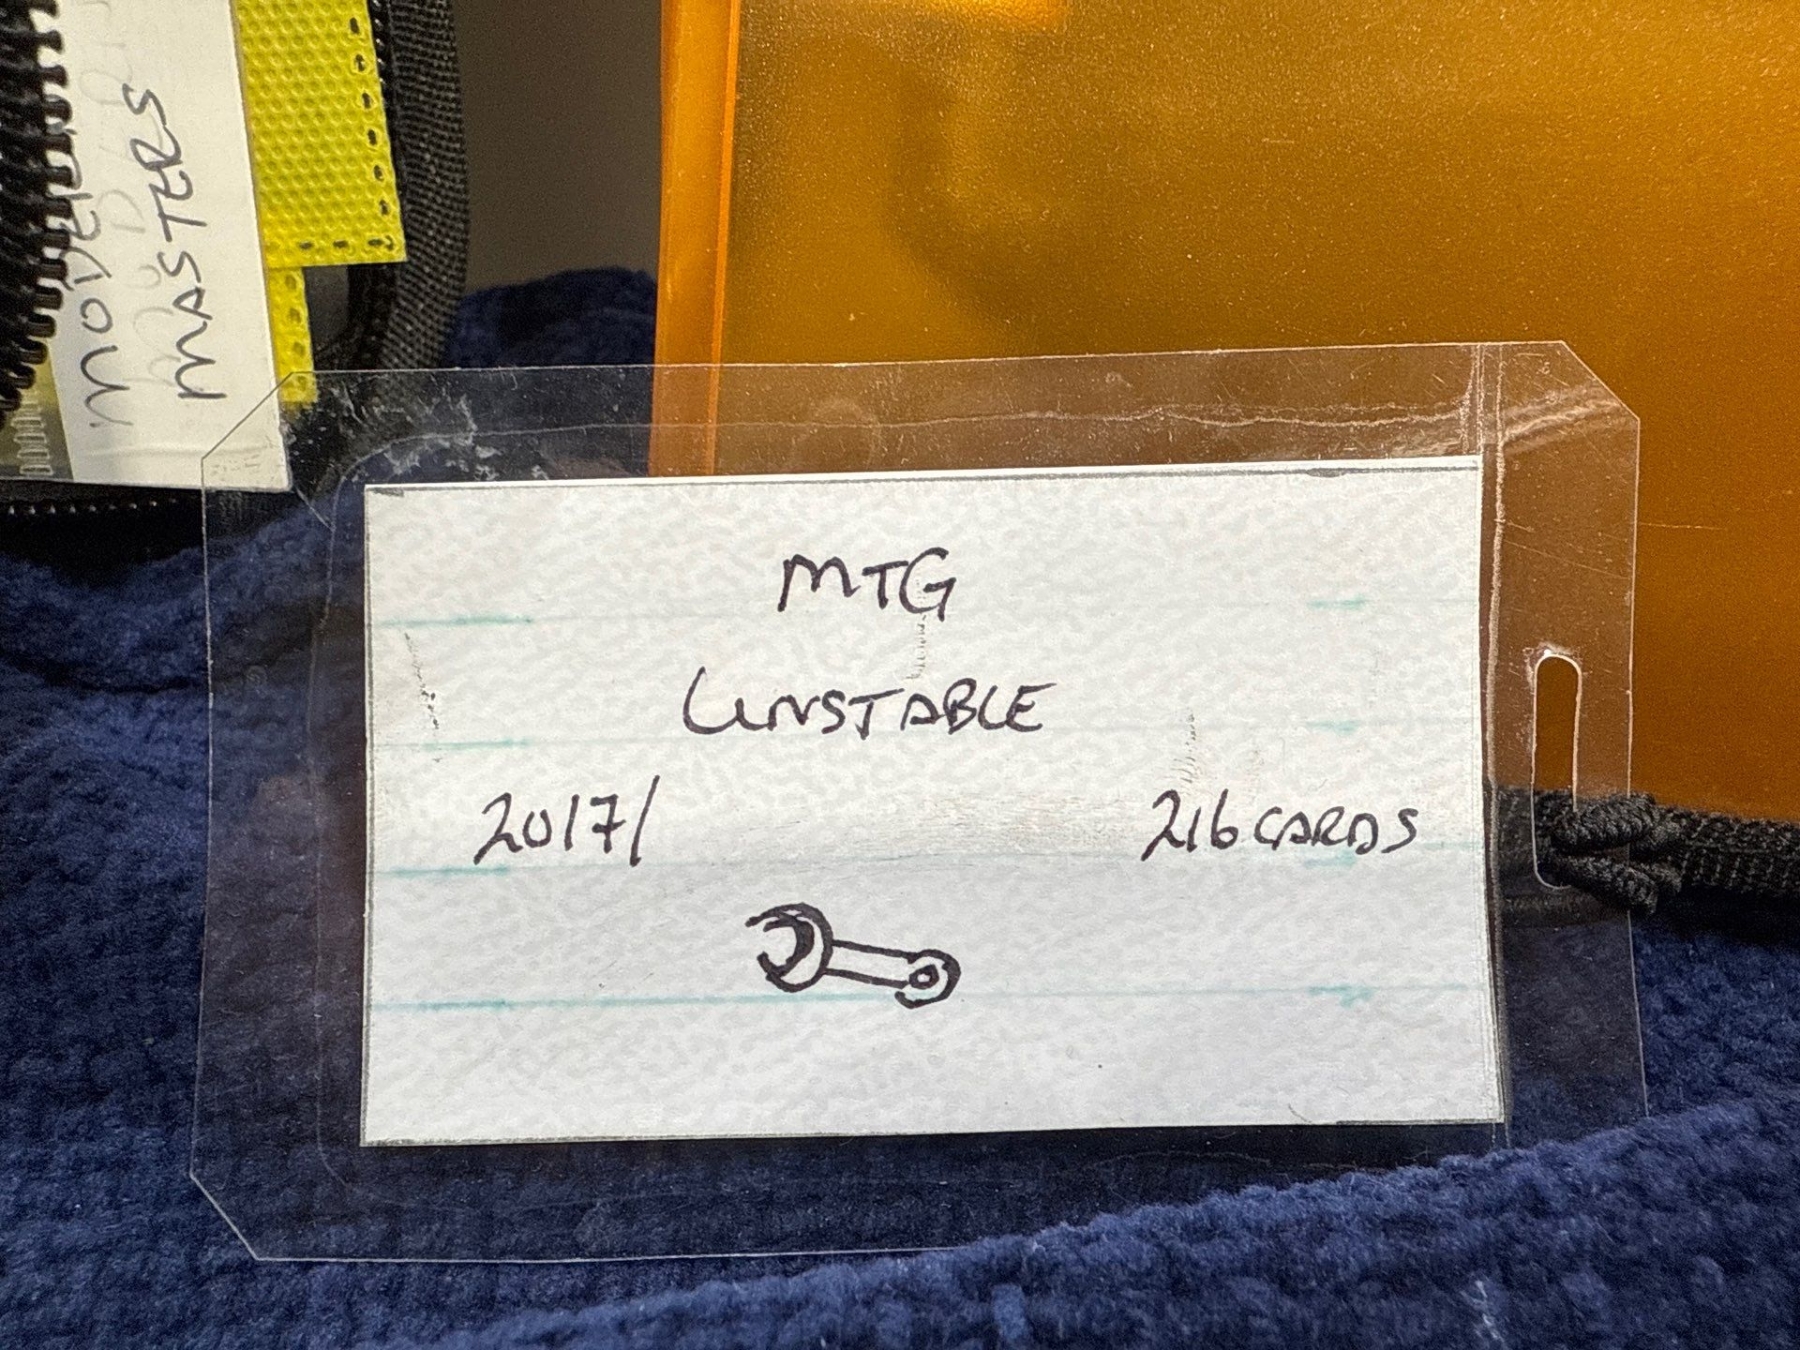 MODERN
MASTERS
MTG
UNSTABLE
2017/ 216 CARDS